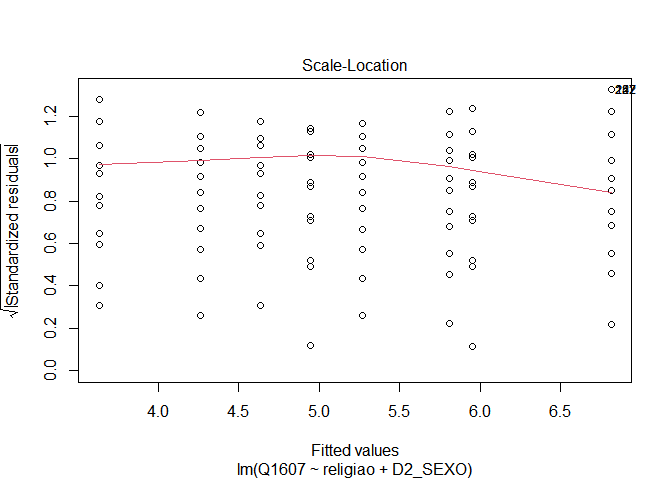 Scale-Location
√|Standardized residuals|
0.0 0.2 0.4 0.6 0.8 1.0 1.2
4.0 4.5 5.0 5.5 6.0 6.5
Fitted values
lm(Q1607 ~ religiao + D2_SEXO)